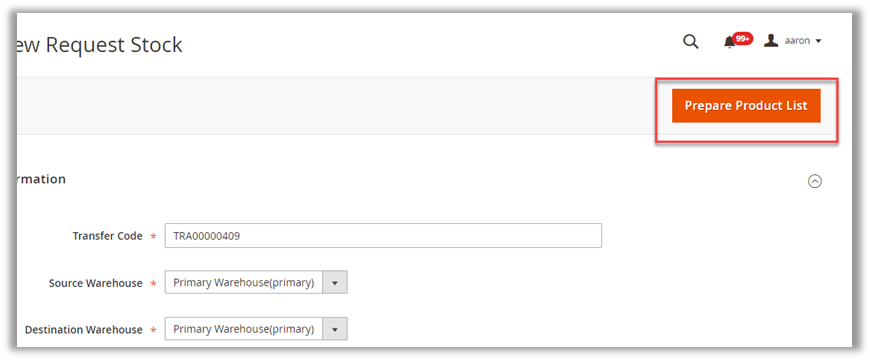 ew Request Stock
99+
aaron
Prepare Product List
rmation
Transfer Code *
TRA00000409
Source Warehouse *
Primary Warehouse(primary)
Destination Warehouse *
Primary Warehouse(primary)